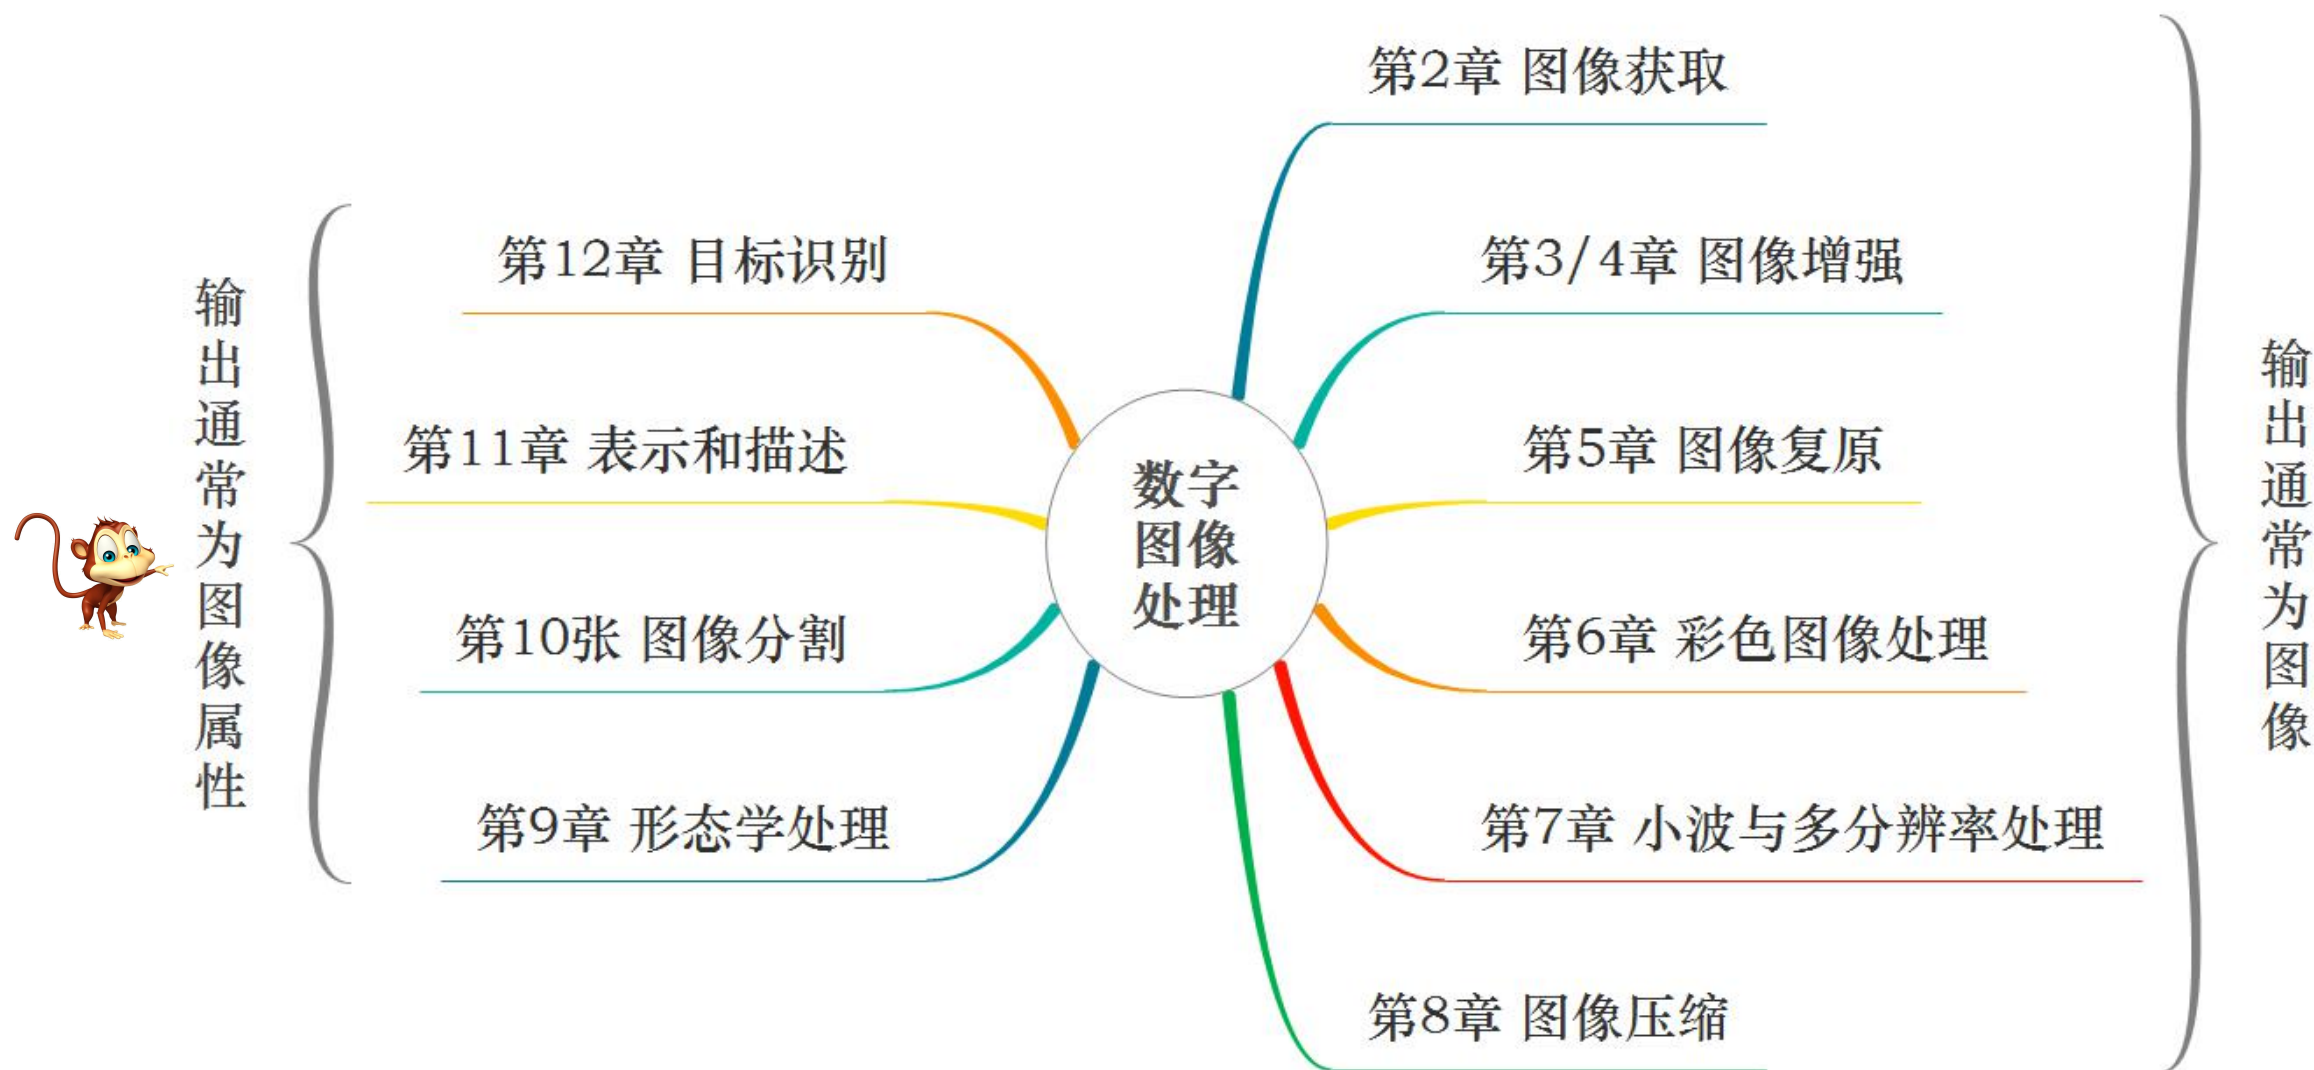 第2章 图像获取
第12章 目标识别
第3/4章 图像增强
第11章 表示和描述
第5章 图像复原
数字
图像
处理
第10张 图像分割
第6章 彩色图像处理
第9章 形态学处理
第7章 小波与多分辨率处理
第8章 图像压缩
输出通常为图像属性
输出通常为图像